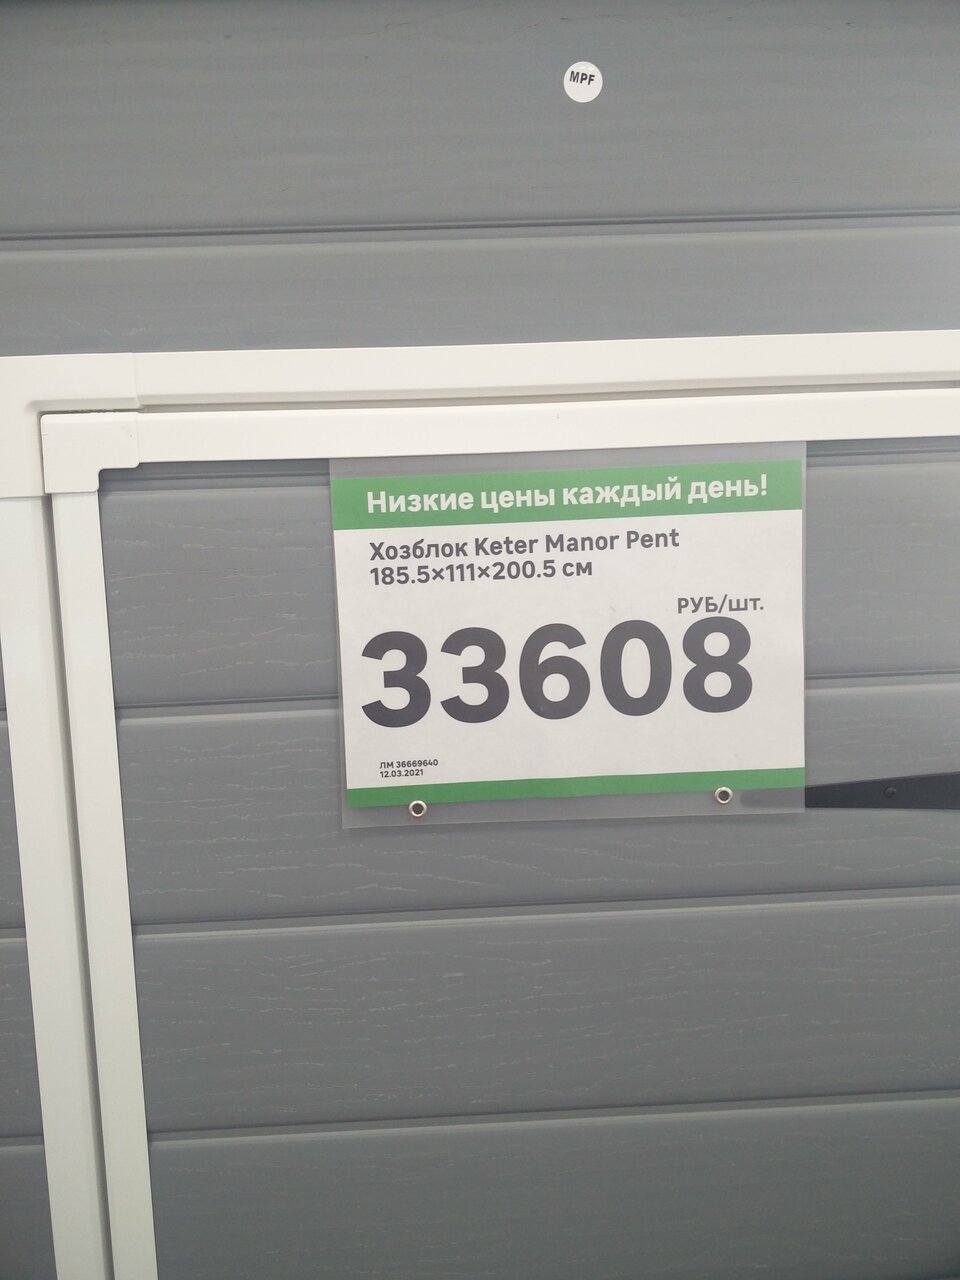 MPF
Низкие цены каждый день!
Хозблок Keter Manor Pent
185.5×111×200.5 см
РУБ/шт.
33608
ЛМ 36669640
12.03.2021